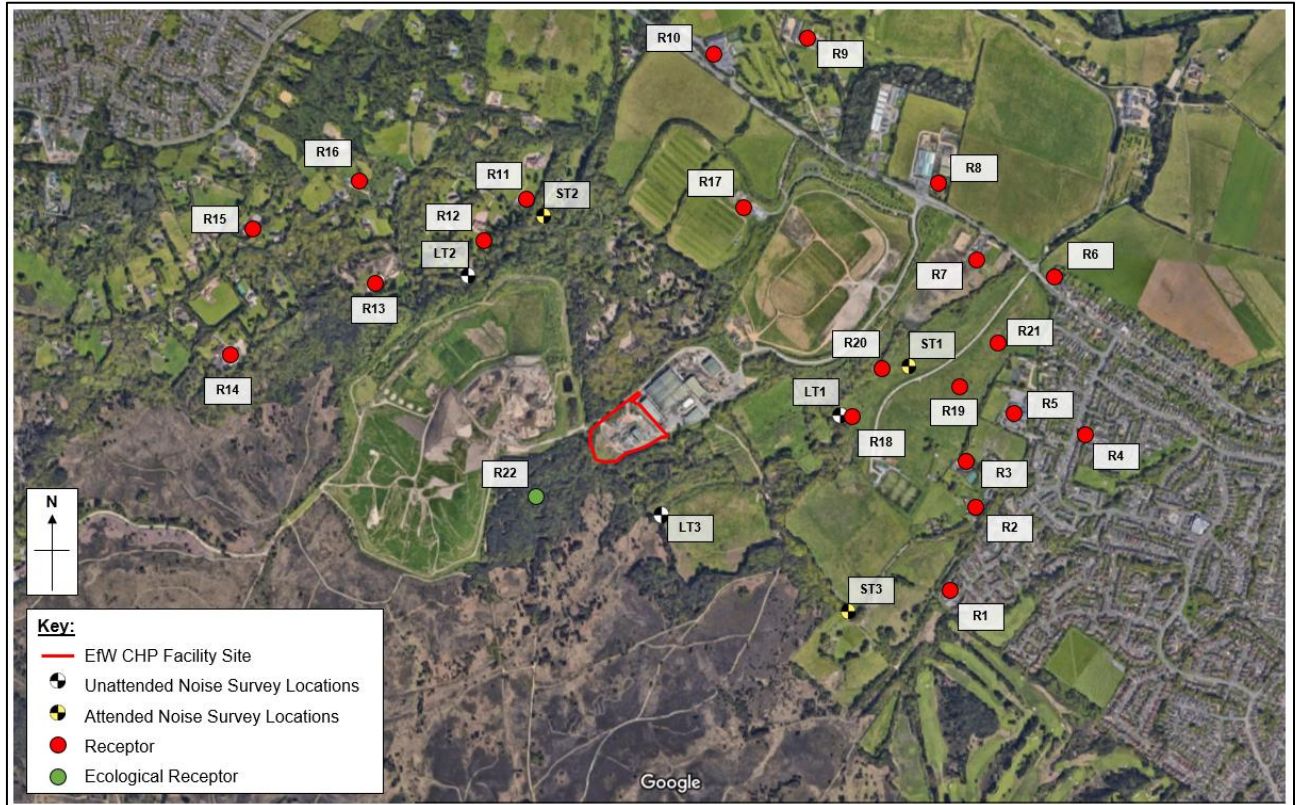 R10
R9
R16
R11
ST2
R17
R8
R15
R12
LT2
R7
R6
R13
R21
R20
ST1
R14
LT1
R19
R5
R18
R4
R22
R3
N
LT3
R2
ST3
R1
Key:
EfW CHP Facility Site
Unattended Noise Survey Locations
Attended Noise Survey Locations
Receptor
Ecological Receptor
Google